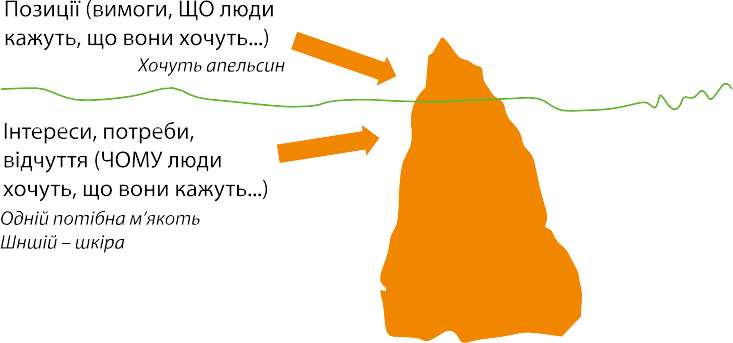 Позиції (вимоги, ЩО люди
кажуть, що вони хочуть...)
Хочуть апельсин
Інтереси, потреби,
відчуття (ЧОМУ люди
хочуть, що вони кажуть...)
Одній потібна м’якоть
Шншій – шкіра